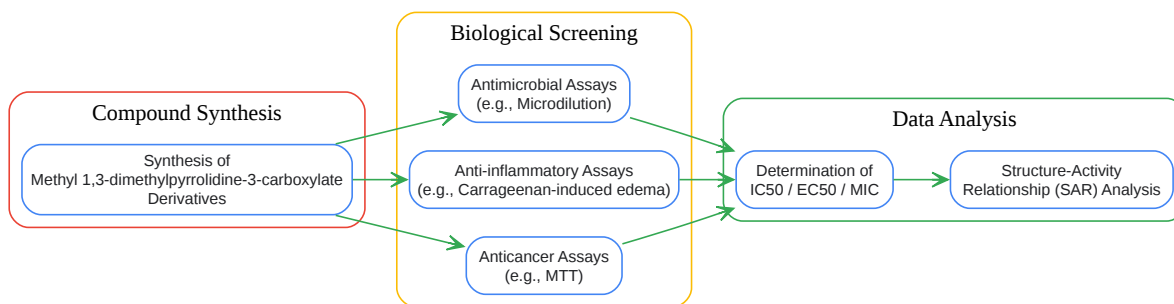 Compound Synthesis
Synthesis of
Methyl 1,3-dimethylpyrrolidine-3-carboxylate
Derivatives
Biological Screening
Antimicrobial Assays
(e.g., Microdilution)
Anti-inflammatory Assays
(e.g., Carrageenan-induced edema)
Anticancer Assays
(e.g., MTT)
Data Analysis
Determination of
IC50 / EC50 / MIC
Structure-Activity
Relationship (SAR) Analysis